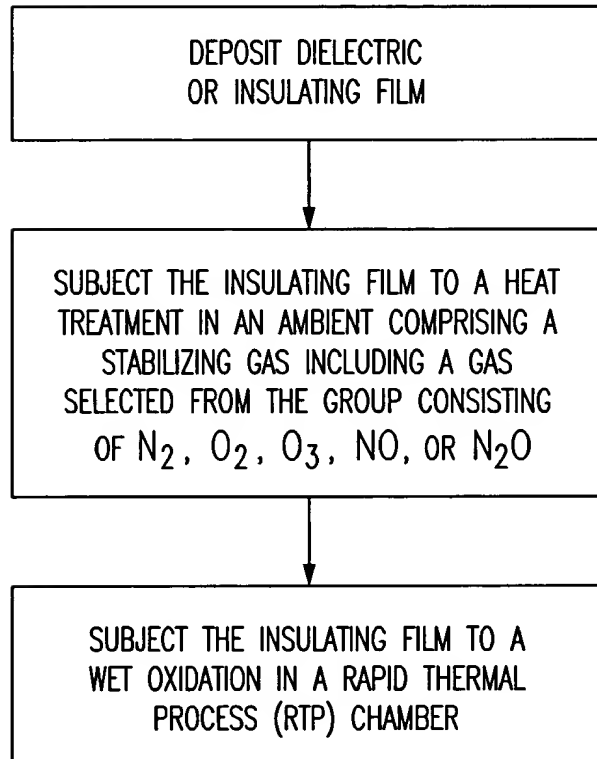 DEPOSIT DIELECTRIC
OR INSULATING FILM
SUBJECT THE INSULATING FILM TO A HEAT
TREATMENT IN AN AMBIENT COMPRISING A
STABILIZING GAS INCLUDING A GAS
SELECTED FROM THE GROUP CONSISTING
OF N₂, O₂, O₃, NO, OR N₂O
SUBJECT THE INSULATING FILM TO A
WET OXIDATION IN A RAPID THERMAL
PROCESS (RTP) CHAMBER